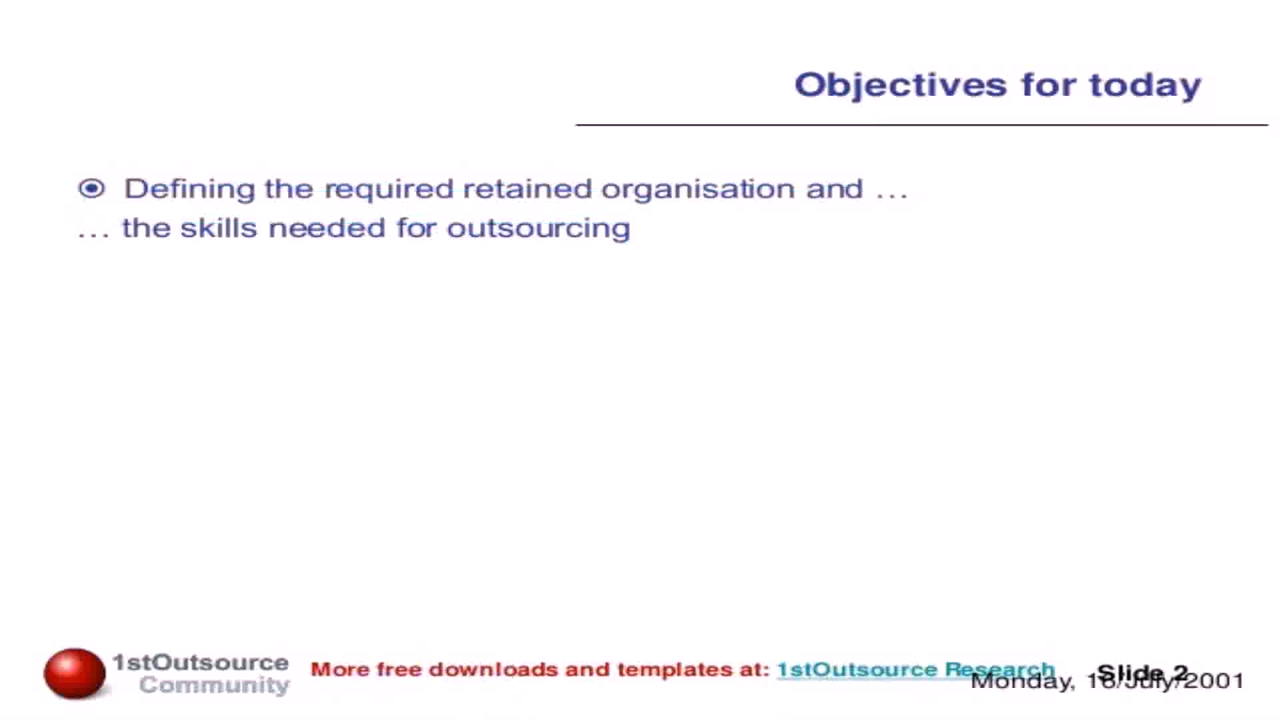 Objectives for today
Defining the required retained organisation and …
… the skills needed for outsourcing
1stOutsource
Community
More free downloads and templates at: 1stOutsource Research
Slide 2
Monday, /July/2001